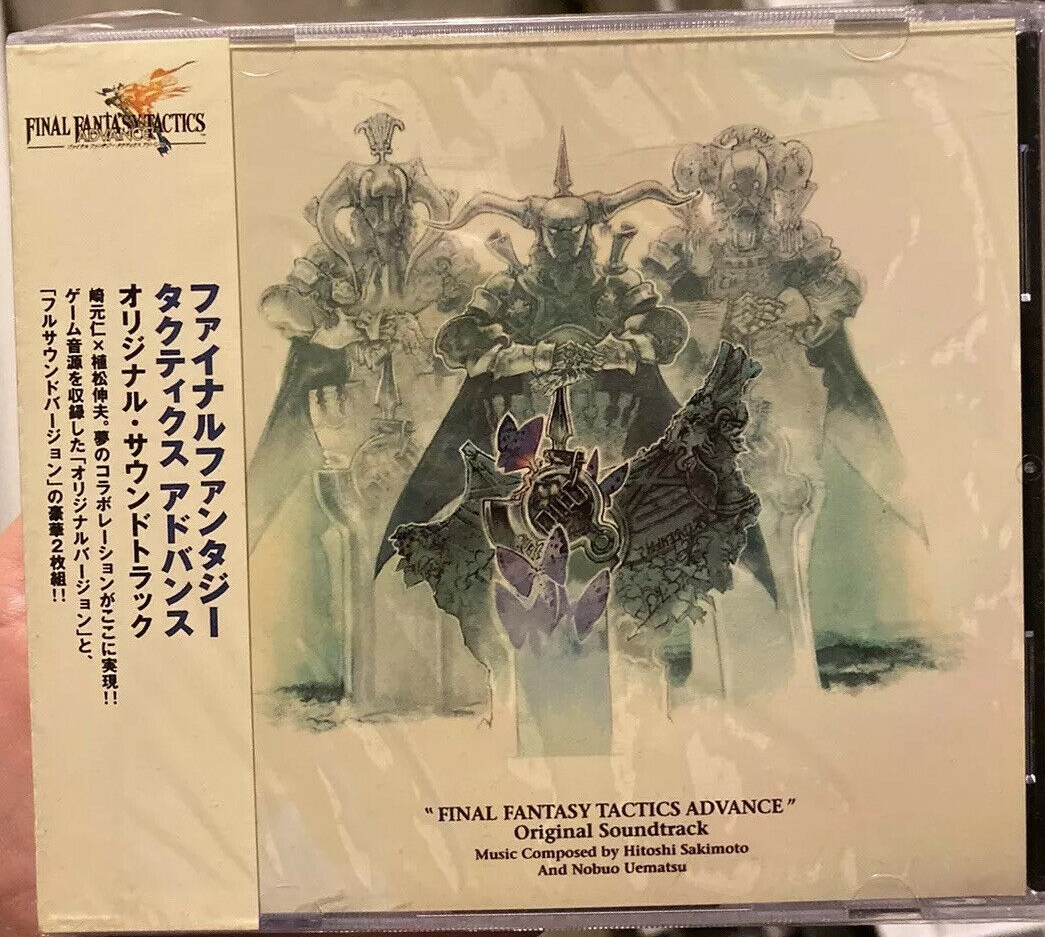 FINAL FANTASY TACTICS
ADVANCE
ファイナルファンタジー
タクティクス アドバンス
オリジナル・サウンドトラック
崎元仁×植松伸夫。夢のコラボレーションがここに実現!!
ゲーム音源を収録した「オリジナルバージョン」と、
「フルサウンドバージョン」の豪華2枚組!!
“FINAL FANTASY TACTICS ADVANCE”
Original Soundtrack
Music Composed by Hitoshi Sakimoto
And Nobuo Uematsu